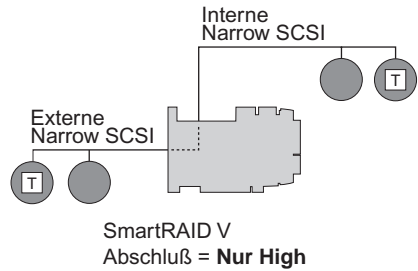 Interne
Narrow SCSI
T
Externe
Narrow SCSI
T
SmartRAID V
Abschluß = Nur High